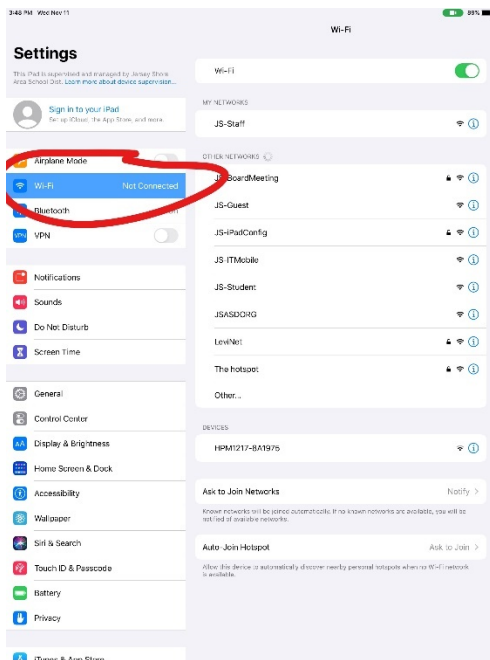 3:46 PM Wed Nov 11
89%
Settings
This iPad is supervised and managed by Jersey Shore
Area School Dist. Learn more about device supervision...
Sign in to your iPad
Set up iCloud, the App Store, and more.
Airplane Mode
Wi-Fi Not Connected
Bluetooth On
VPN VPN
Notifications
Sounds
Do Not Disturb
Screen Time
General
Control Center
AA Display & Brightness
Home Screen & Dock
Accessibility
Wallpaper
Siri & Search
Touch ID & Passcode
Battery
Privacy
iTunes & App Store
Wi-Fi
Wi-Fi
MY NETWORKS
JS-Staff
OTHER NETWORKS
JS-BoardMeeting
JS-Guest
JS-iPadConfig
JS-ITMobile
JS-Student
JSASDORG
LeviNet
The hotspot
Other...
DEVICES
HPM1217-8A1975
Ask to Join Networks Notify
Known networks will be joined automatically. If no known networks are available, you will be
notified of available networks.
Auto-Join Hotspot Ask to Join
Allow this device to automatically discover nearby personal hotspots when no Wi-Fi network
is available.